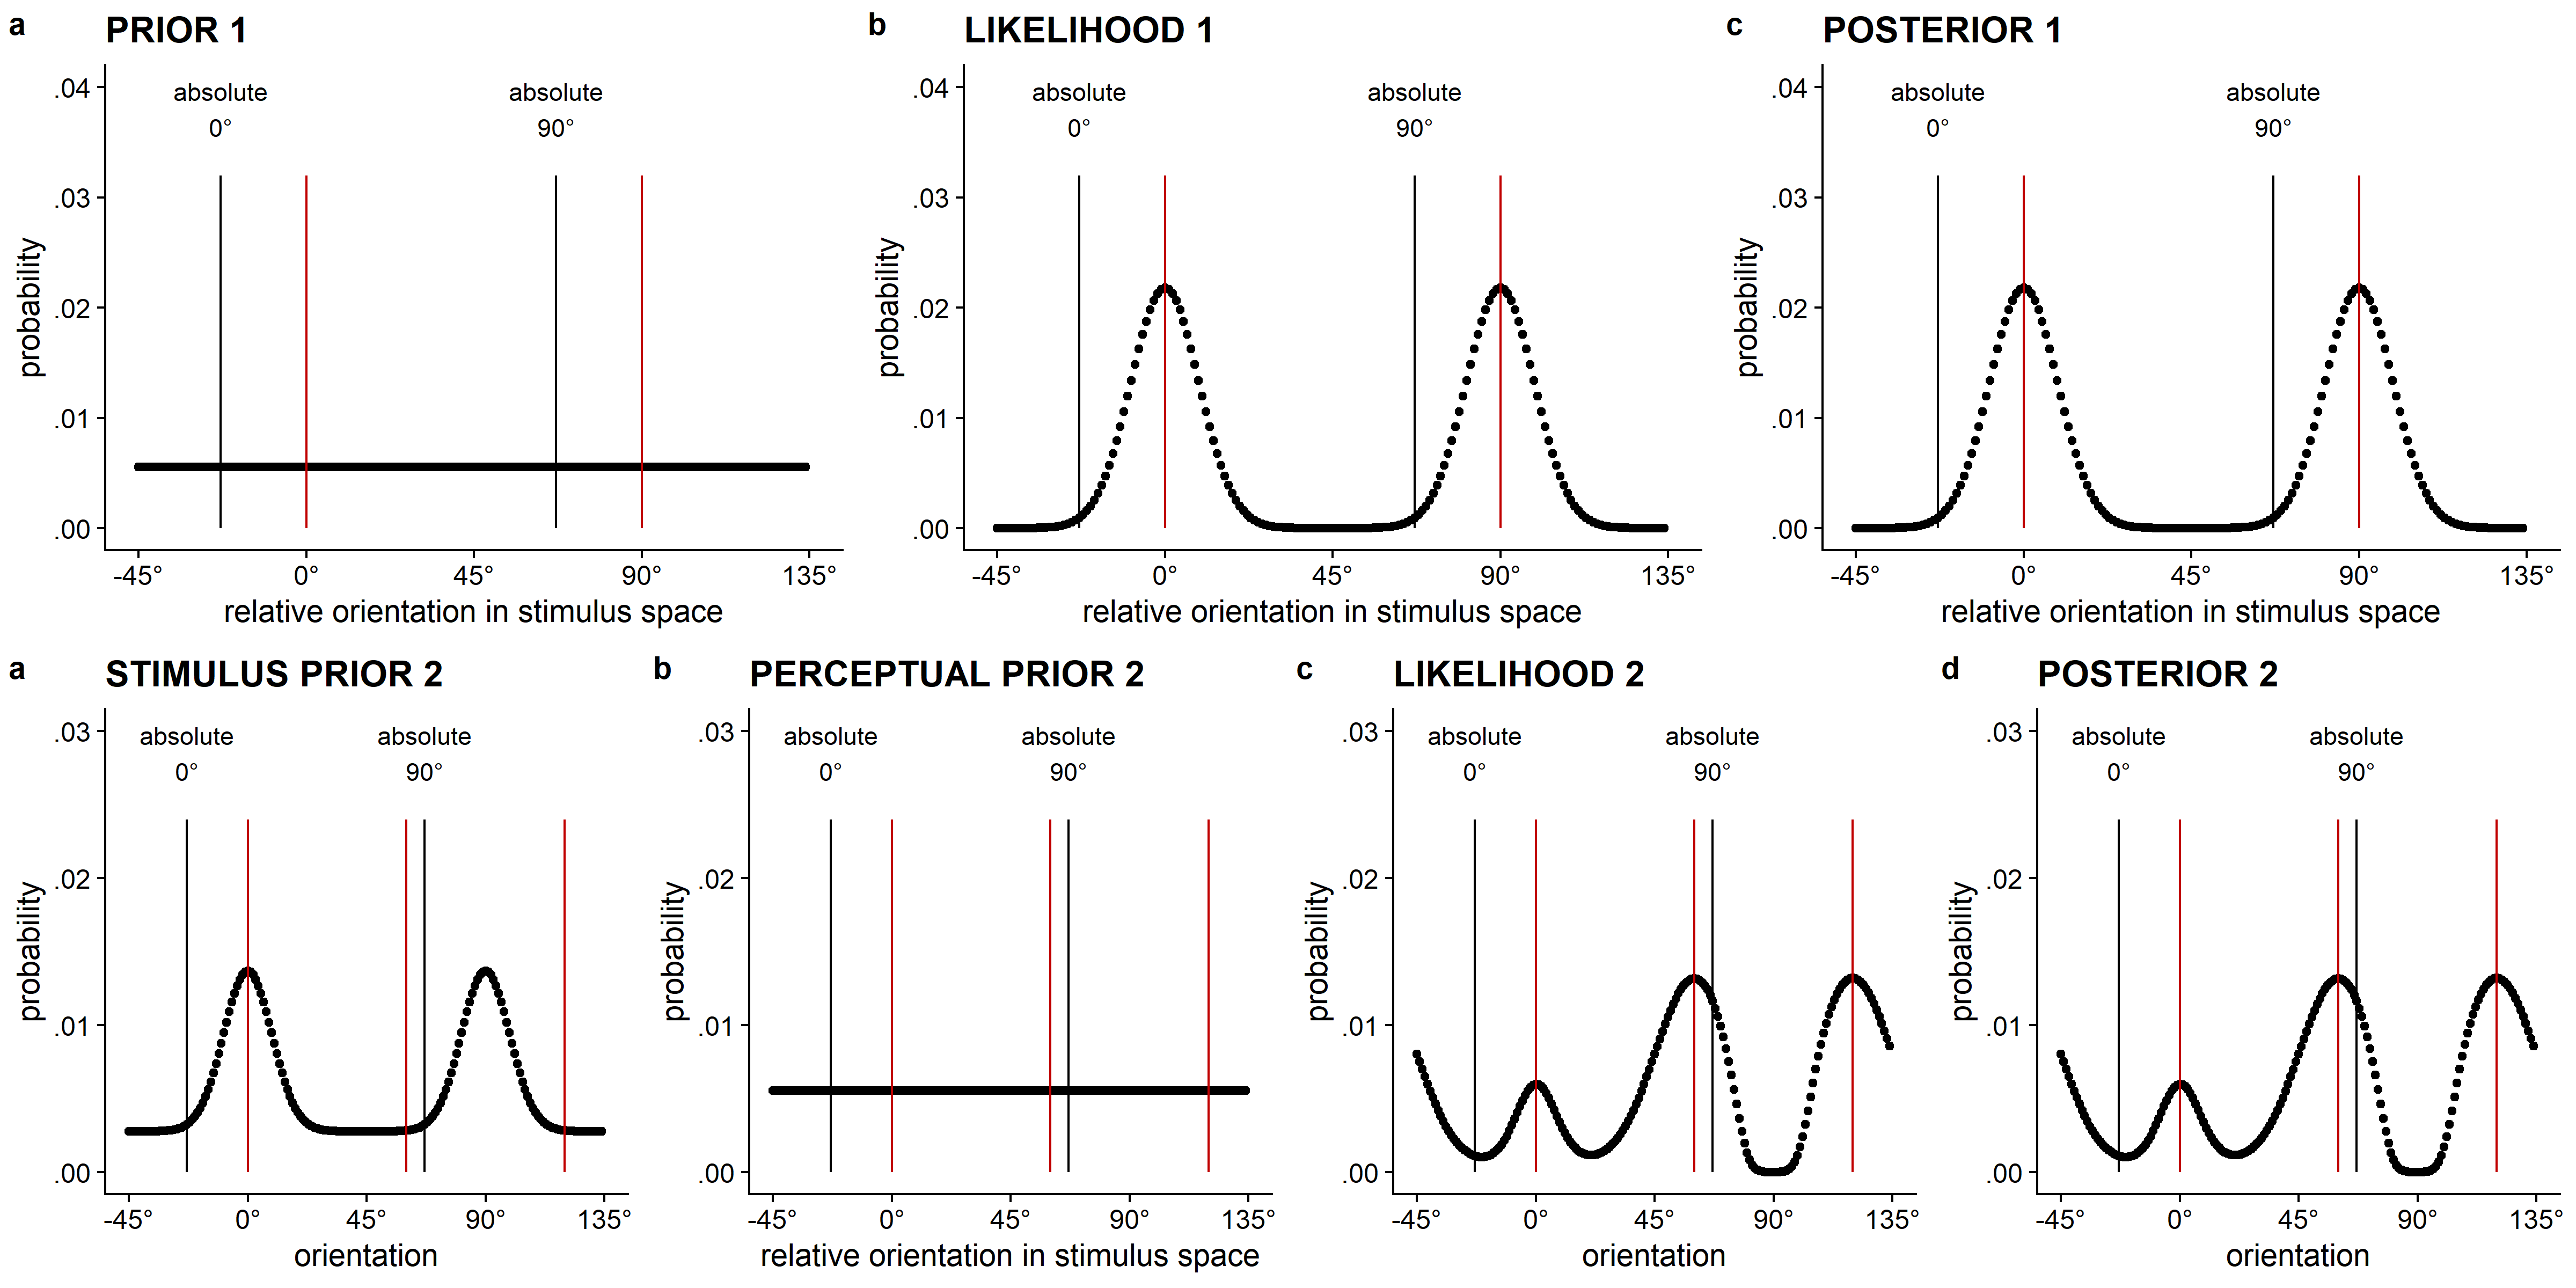 a PRIOR 1
absolute absolute
0° 90°
.04
.03
.02
.01
.00
probability
-45° 0° 45° 90° 135°
relative orientation in stimulus space
b LIKELIHOOD 1
absolute absolute
0° 90°
.04
.03
.02
.01
.00
probability
-45° 0° 45° 90° 135°
relative orientation in stimulus space
c POSTERIOR 1
absolute absolute
0° 90°
.04
.03
.02
.01
.00
probability
-45° 0° 45° 90° 135°
relative orientation in stimulus space
a STIMULUS PRIOR 2
absolute absolute
0° 90°
.03
.02
.01
.00
probability
-45° 0° 45° 90° 135°
orientation
b PERCEPTUAL PRIOR 2
absolute absolute
0° 90°
.03
.02
.01
.00
probability
-45° 0° 45° 90° 135°
relative orientation in stimulus space
c LIKELIHOOD 2
absolute absolute
0° 90°
.03
.02
.01
.00
probability
-45° 0° 45° 90° 135°
orientation
d POSTERIOR 2
absolute absolute
0° 90°
.03
.02
.01
.00
probability
-45° 0° 45° 90° 135°
orientation